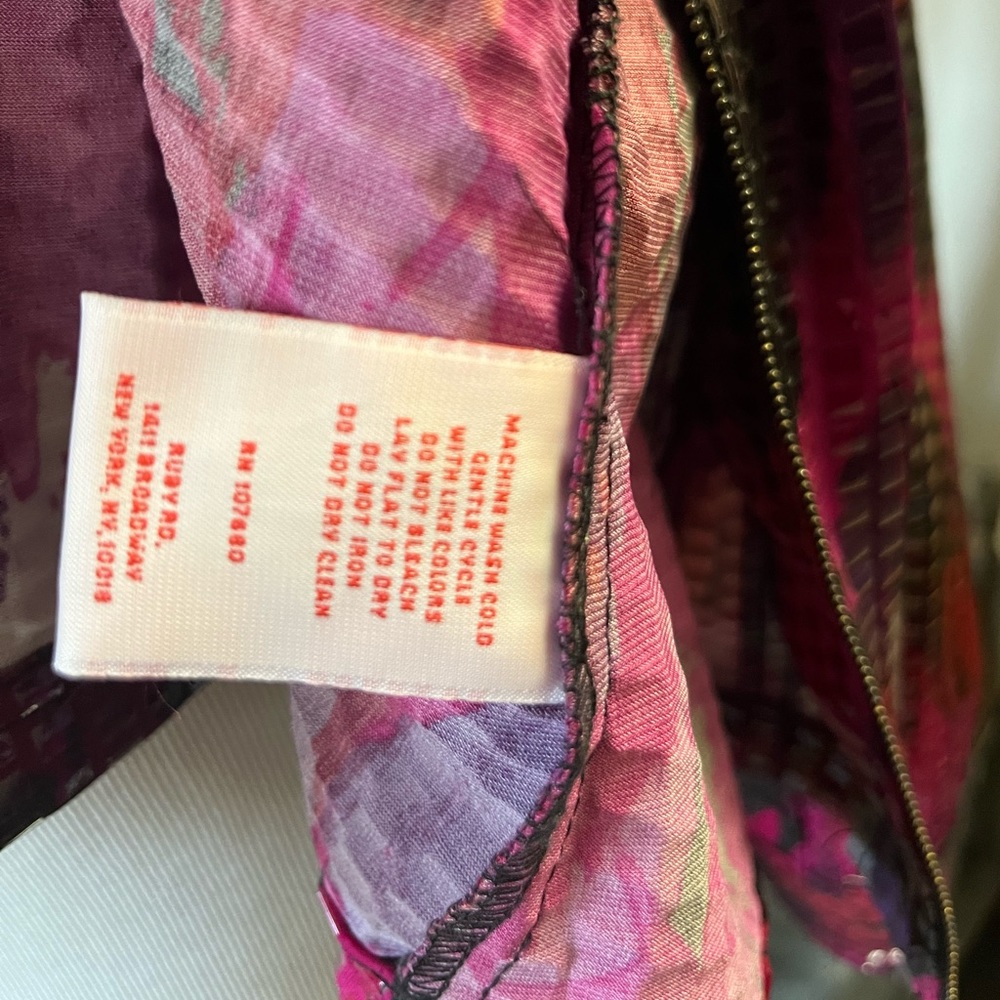 MACHINE WASH COLD
GENTLE CYCLE
WITH LIKE COLORS
DO NOT BLEACH
LAY FLAT TO DRY
DO NOT IRON
DO NOT DRY CLEAN
RN 107660
RUBY RD.
1411 BROADWAY
NEW YORK, NY, 10018